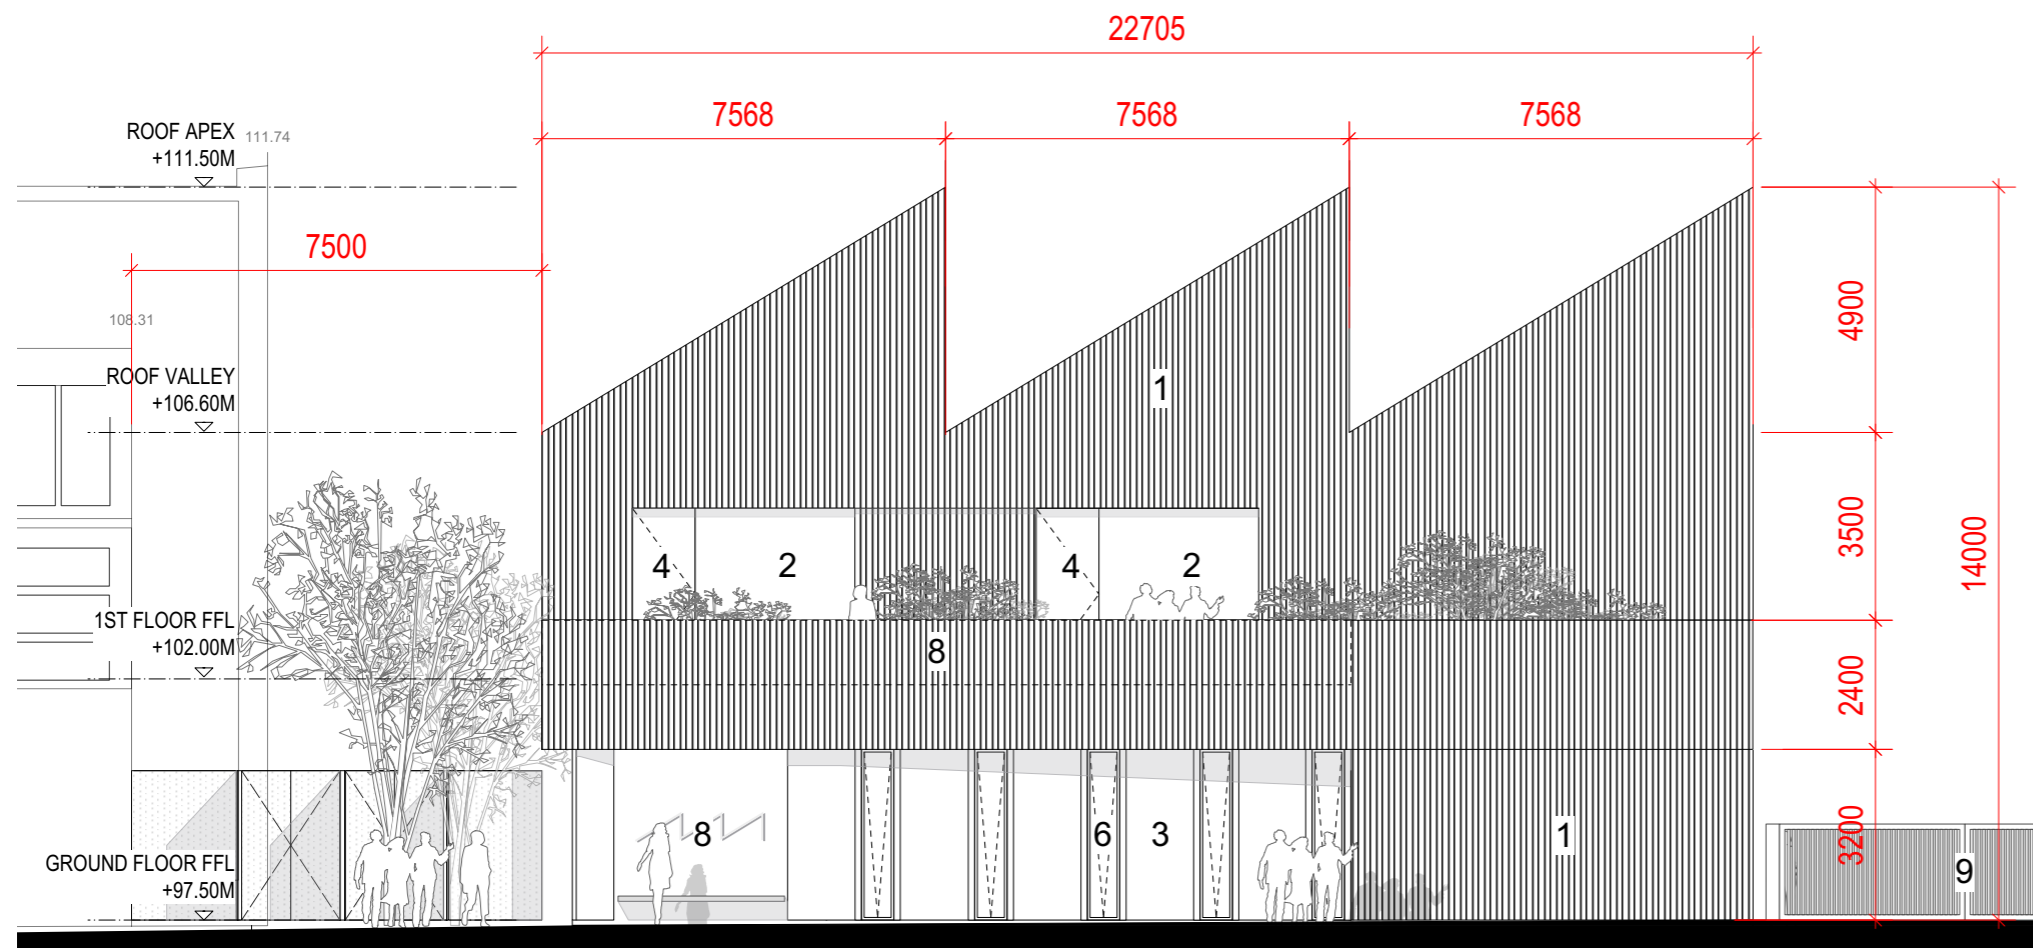 22705
7568 7568 7568
ROOF APEX 111.74
+111.50M
7500
4900
108.31
ROOF VALLEY
+106.60M
1
3500
14000
4 2 4 2
1ST FLOOR FFL
+102.00M
8
2400
8 6 3 1
3200
GROUND FLOOR FFL
+97.50M
9